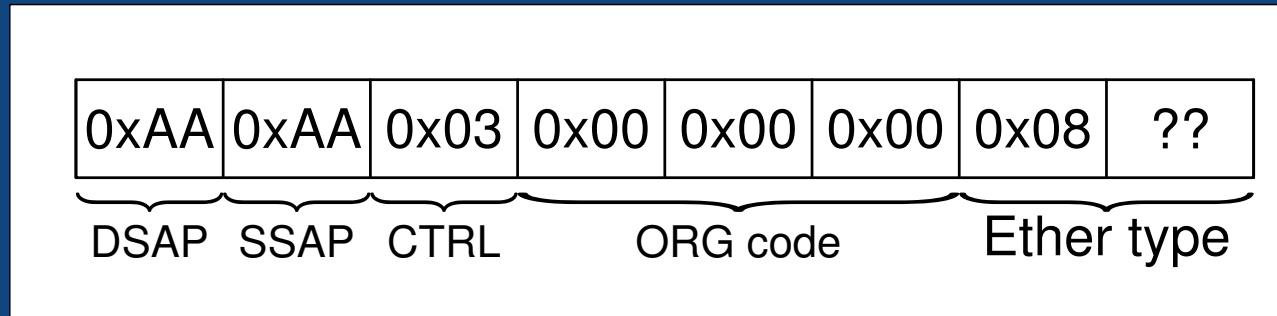 0xAA 0xAA 0x03 0x00 0x00 0x00 0x08 ??
DSAP SSAP CTRL ORG code Ether type